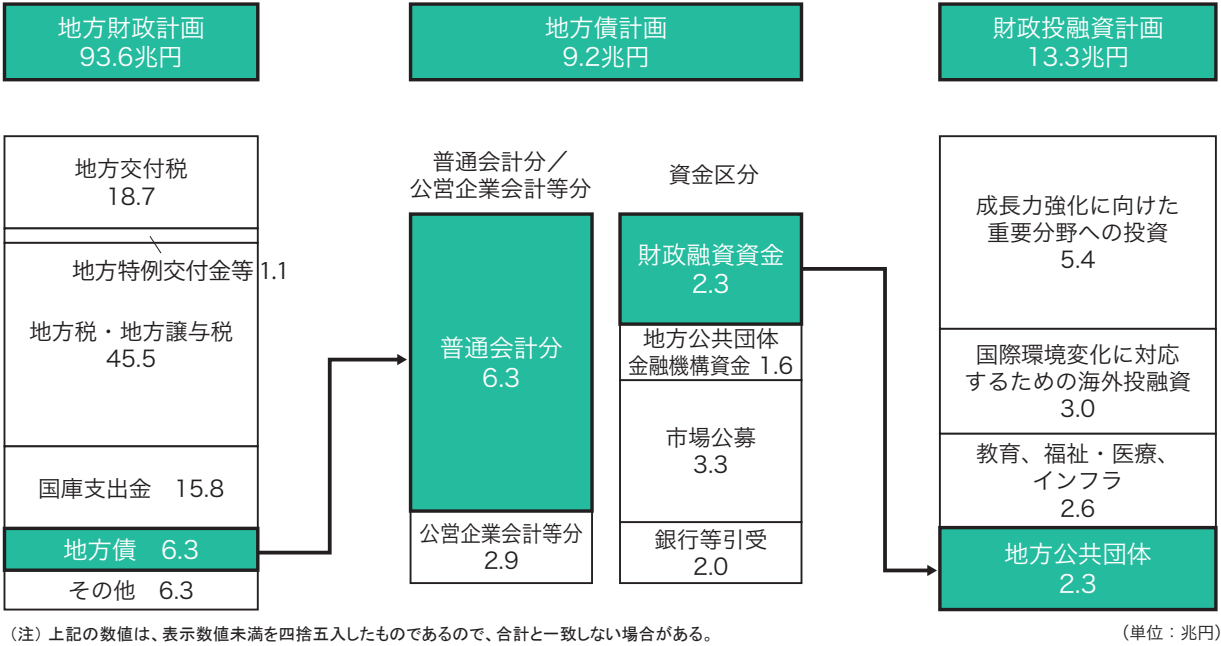 地方財政計画
93.6兆円
地方交付税
18.7
地方特例交付金等 1.1
地方税・地方譲与税
45.5
国庫支出金 15.8
地方債 6.3
その他 6.3
地方債計画
9.2兆円
普通会計分／
公営企業会計等分
普通会計分
6.3
公営企業会計等分
2.9
資金区分
財政融資資金
2.3
地方公共団体
金融機構資金 1.6
市場公募
3.3
銀行等引受
2.0
財政投融資計画
13.3兆円
成長力強化に向けた
重要分野への投資
5.4
国際環境変化に対応
するための海外投融資
3.0
教育、福祉・医療、
インフラ
2.6
地方公共団体
2.3
（注）上記の数値は、表示数値未満を四捨五入したものであるので、合計と一致しない場合がある。
（単位：兆円）